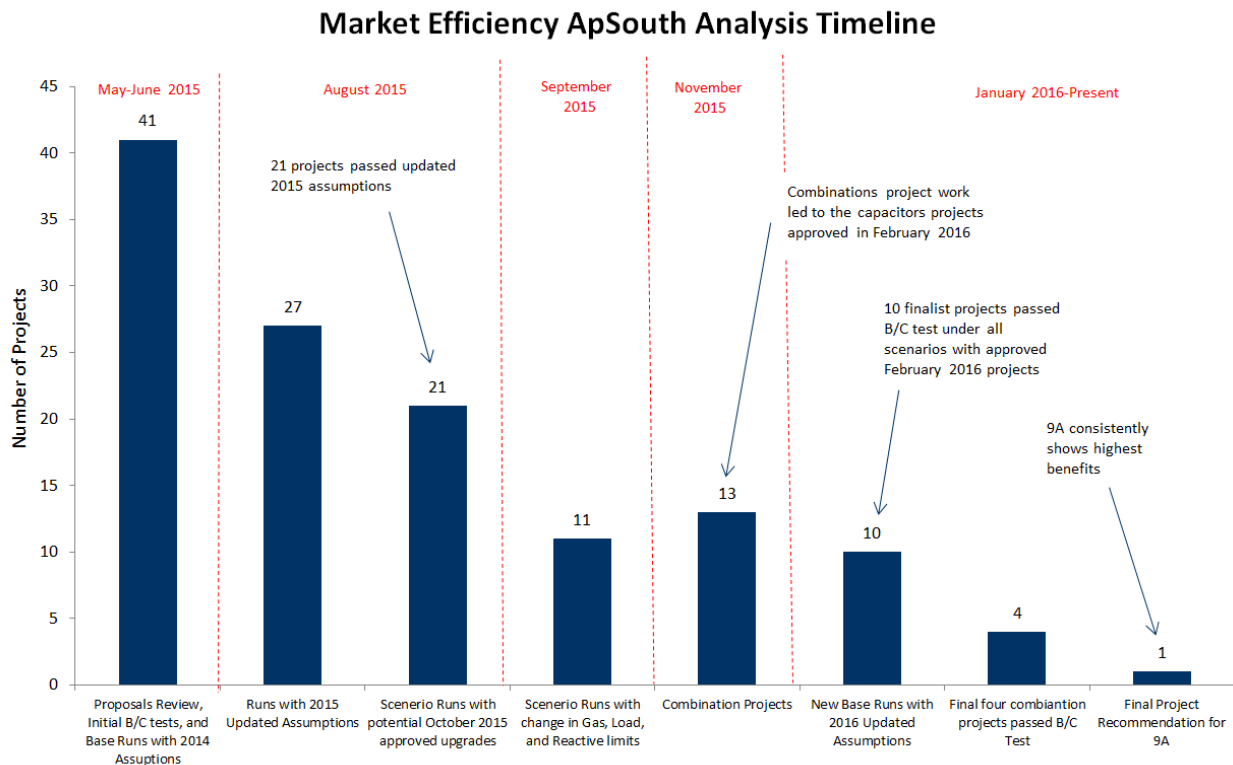 Market Efficiency ApSouth Analysis Timeline
May-June 2015
August 2015
September
2015
November
2015
January 2016-Present
Number of Projects
45
40
35
30
25
20
15
10
5
0
41
27
21
11
13
10
4
1
21 projects passed updated
2015 assumptions
Combinations project work
led to the capacitors projects
approved in February 2016
10 finalist projects passed
B/C test under all
scenarios with approved
February 2016 projects
9A consistently
shows highest
benefits
Proposals Review,
Initial B/C tests, and
Base Runs with 2014
Assuptions
Runs with 2015
Updated Assumptions
Scenerio Runs with
potential October 2015
approved upgrades
Scenerio Runs with
change in Gas, Load,
and Reactive limits
Combination Projects
New Base Runs with
2016 Updated
Assumptions
Final four combiantion
projects passed B/C
Test
Final Project
Recommendation for
9A